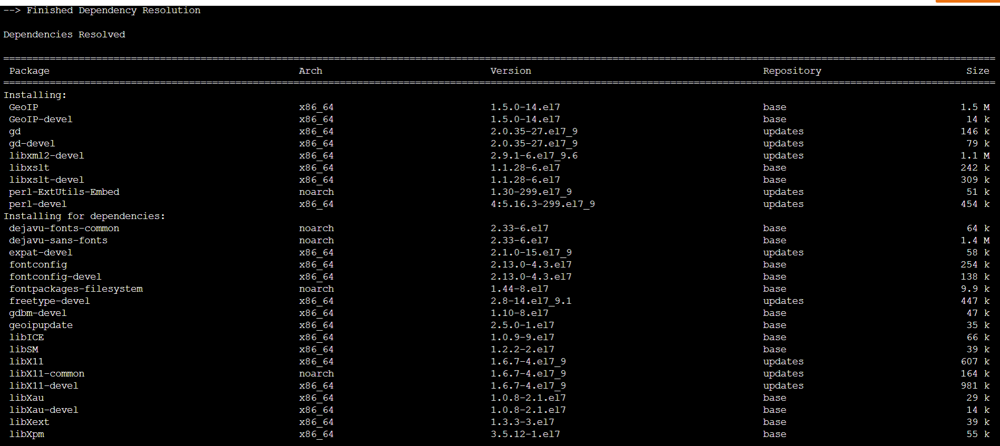 --> Finished Dependency Resolution
Dependencies Resolved
================================================================================
Package Arch Version Repository Size
================================================================================
Installing:
GeoIP x86_64 1.5.0-14.el7 base 1.5 M
GeoIP-devel x86_64 1.5.0-14.el7 base 14 k
gd x86_64 2.0.35-27.el7_9 updates 146 k
gd-devel x86_64 2.0.35-27.el7_9 updates 79 k
libxml2-devel x86_64 2.9.1-6.el7_9.6 updates 1.1 M
libxslt x86_64 1.1.28-6.el7 base 242 k
libxslt-devel x86_64 1.1.28-6.el7 base 309 k
perl-ExtUtils-Embed noarch 1.30-299.el7_9 updates 51 k
perl-devel x86_64 4:5.16.3-299.el7_9 updates 454 k
Installing for dependencies:
dejavu-fonts-common noarch 2.33-6.el7 base 64 k
dejavu-sans-fonts noarch 2.33-6.el7 base 1.4 M
expat-devel x86_64 2.1.0-15.el7_9 updates 58 k
fontconfig x86_64 2.13.0-4.3.el7 base 254 k
fontconfig-devel x86_64 2.13.0-4.3.el7 base 138 k
fontpackages-filesystem noarch 1.44-8.el7 base 9.9 k
freetype-devel x86_64 2.8-14.el7_9.1 updates 447 k
gdbm-devel x86_64 1.10-8.el7 base 47 k
geoipupdate x86_64 2.5.0-1.el7 base 35 k
libICE x86_64 1.0.9-9.el7 base 66 k
libSM x86_64 1.2.2-2.el7 base 39 k
libX11 x86_64 1.6.7-4.el7_9 updates 607 k
libX11-common noarch 1.6.7-4.el7_9 updates 164 k
libX11-devel x86_64 1.6.7-4.el7_9 updates 981 k
libXau x86_64 1.0.8-2.1.el7 base 29 k
libXau-devel x86_64 1.0.8-2.1.el7 base 14 k
libXext x86_64 1.3.3-3.el7 base 39 k
libXpm x86_64 3.5.12-1.el7 base 55 k